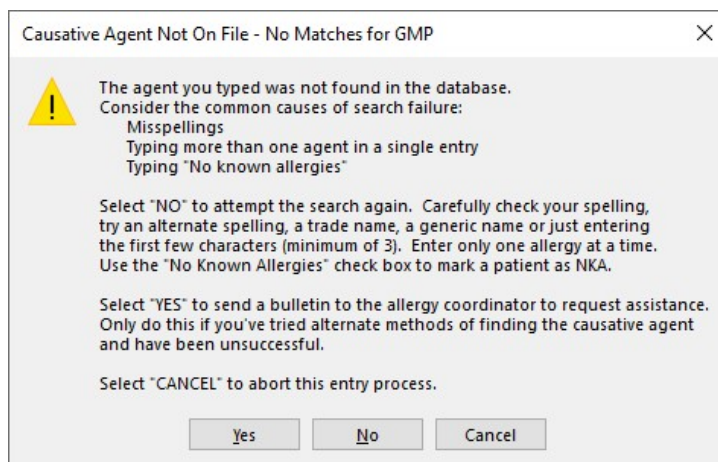 Causative Agent Not On File - No Matches for GMP
The agent you typed was not found in the database.
Consider the common causes of search failure:
Misspellings
Typing more than one agent in a single entry
Typing "No known allergies"
Select "NO" to attempt the search again.  Carefully check your spelling,
try an alternate spelling, a trade name, a generic name or just entering
the first few characters (minimum of 3).  Enter only one allergy at a time.
Use the "No Known Allergies" check box to mark a patient as NKA.
Select "YES" to send a bulletin to the allergy coordinator to request assistance.
Only do this if you've tried alternate methods of finding the causative agent
and have been unsuccessful.
Select "CANCEL" to abort this entry process.
Yes No Cancel